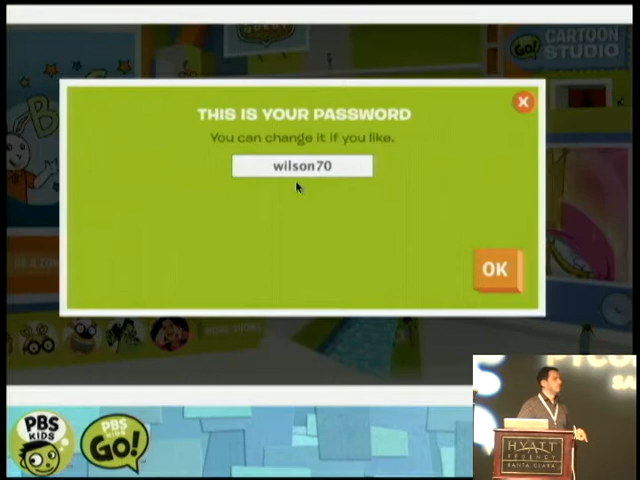 GO!
CARTOON
STUDIO
THIS IS YOUR PASSWORD
You can change it if you like.
wilson70
OK
PBS
KIDS
PBS
KIDS
GO!
HYATT
REGENCY
SANTA CLARA